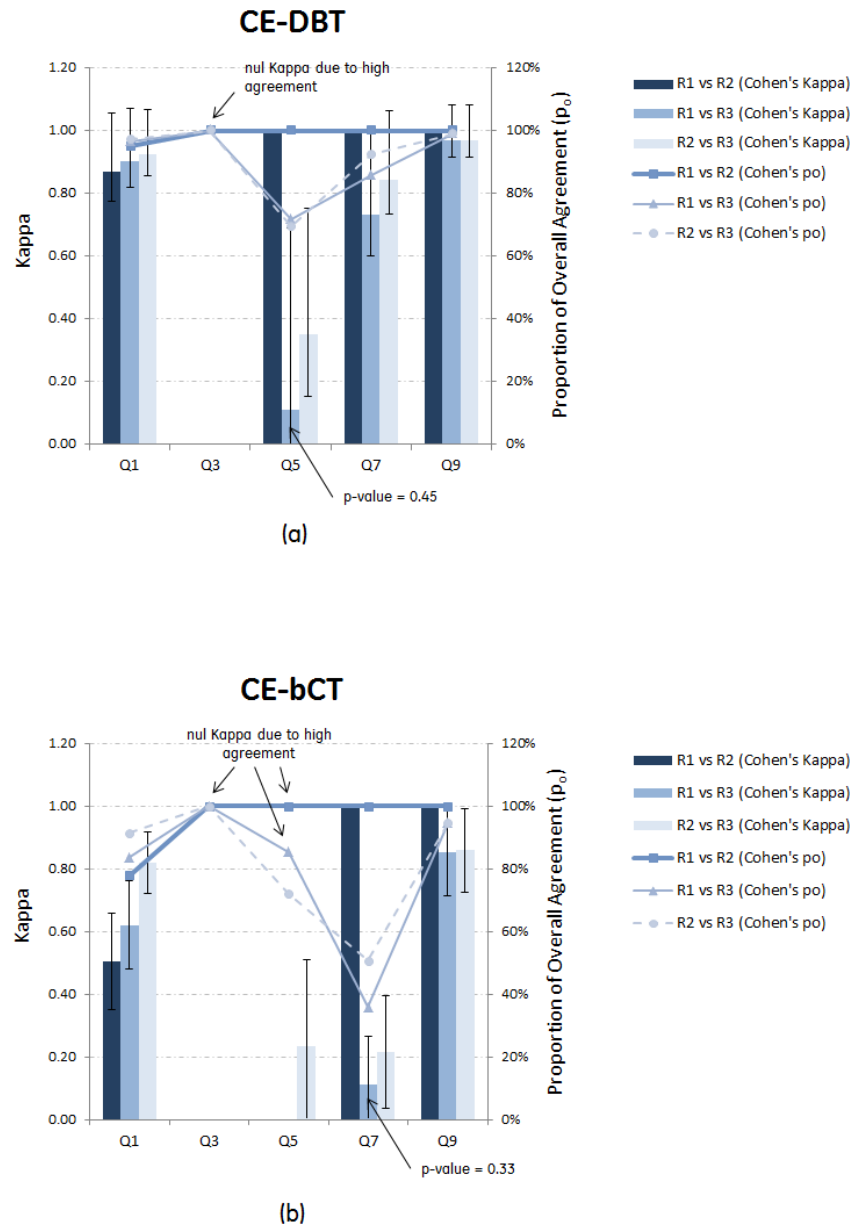 CE-DBT
nul Kappa due to high
agreement
1.20
1.00
0.80
0.60
0.40
0.20
0.00
Kappa
120%
100%
80%
60%
40%
20%
0%
Proportion of Overall Agreement (po)
Q1 Q3 Q5 Q7 Q9
p-value = 0.45
R1 vs R2 (Cohen's Kappa)
R1 vs R3 (Cohen's Kappa)
R2 vs R3 (Cohen's Kappa)
R1 vs R2 (Cohen's po)
R1 vs R3 (Cohen's po)
R2 vs R3 (Cohen's po)
(a)
CE-bCT
nul Kappa due to high
agreement
1.20
1.00
0.80
0.60
0.40
0.20
0.00
Kappa
120%
100%
80%
60%
40%
20%
0%
Proportion of Overall Agreement (po)
Q1 Q3 Q5 Q7 Q9
p-value = 0.33
R1 vs R2 (Cohen's Kappa)
R1 vs R3 (Cohen's Kappa)
R2 vs R3 (Cohen's Kappa)
R1 vs R2 (Cohen's po)
R1 vs R3 (Cohen's po)
R2 vs R3 (Cohen's po)
(b)